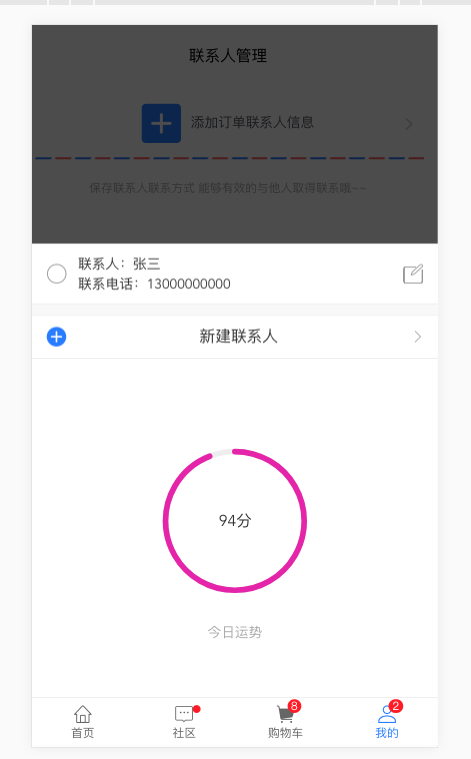 联系人管理
添加订单联系人信息
保存联系人联系方式 能够有效的与他人取得联系哦~~
联系人：张三
联系电话：13000000000
新建联系人
94分
今日运势
8
2
首页
社区
购物车
我的